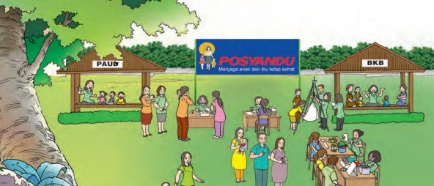 PAUD
POSYANDU
Menjaga anak dan ibu tetap sehat
BKB